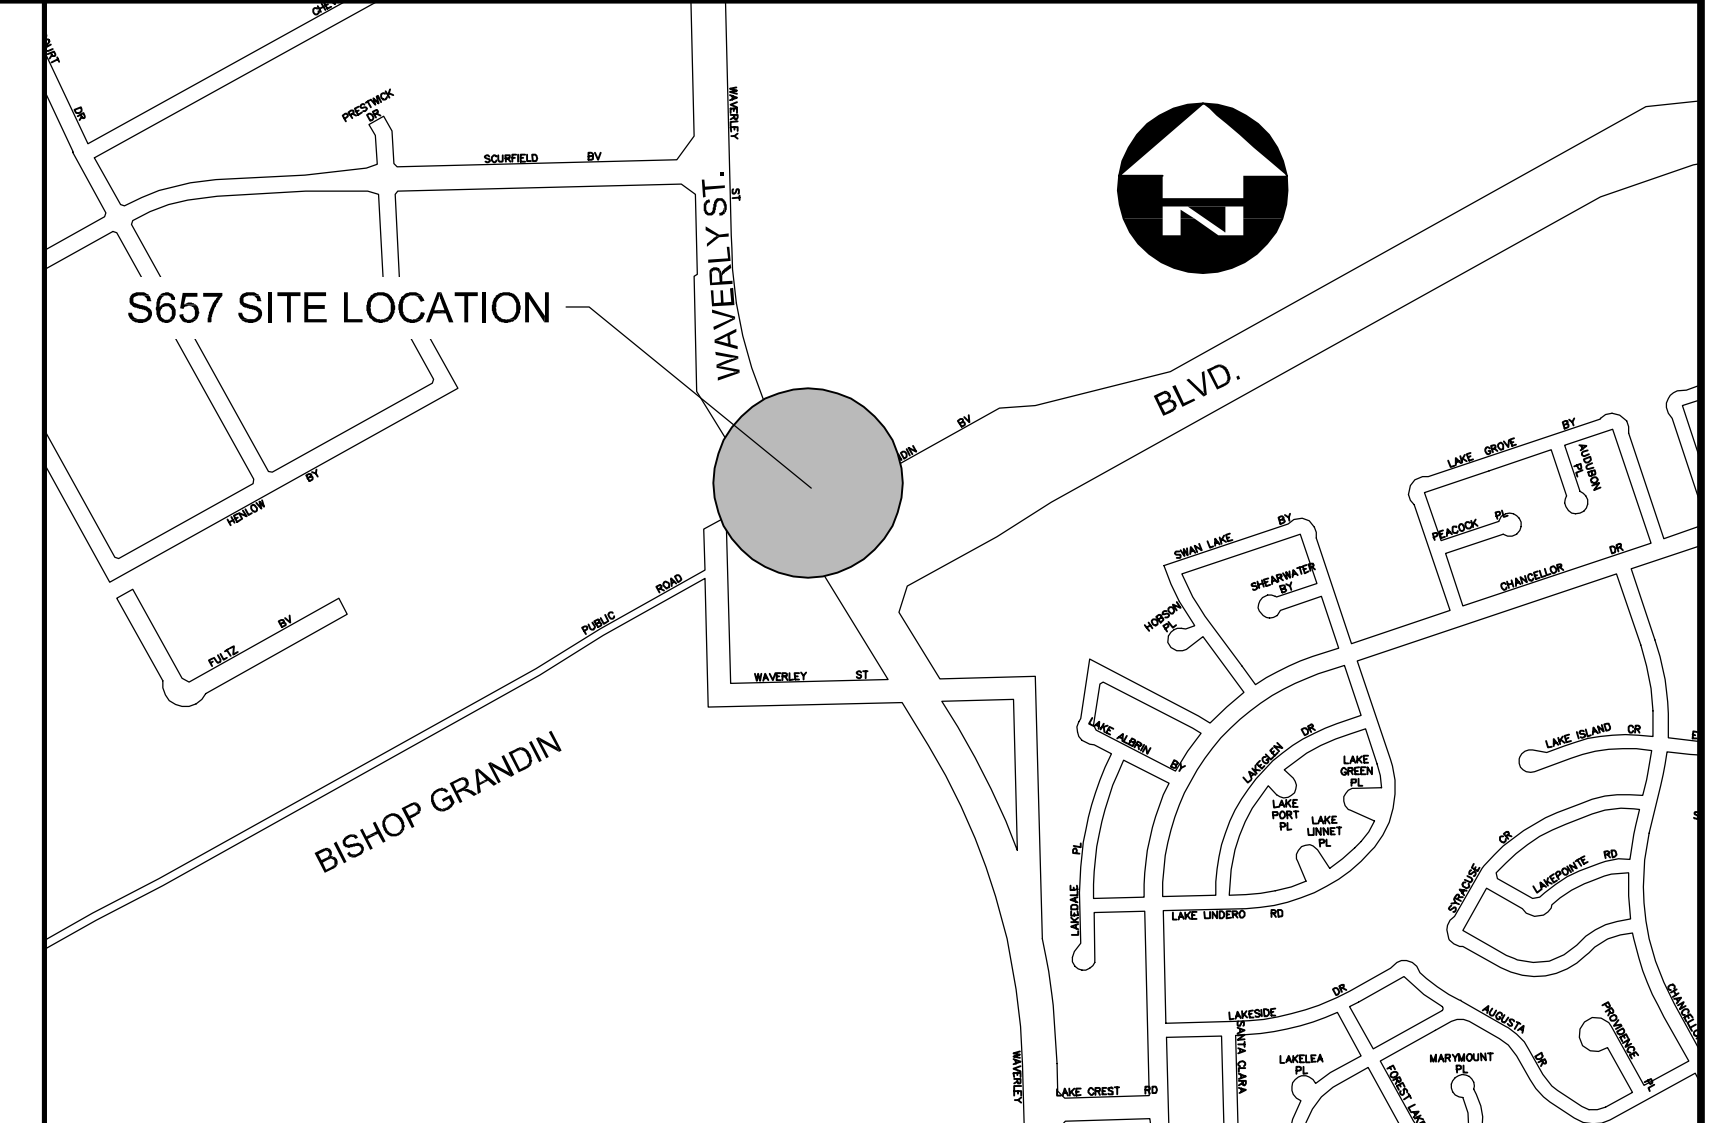 DR
PRESTWICK
DR
SCURFIELD BV
WAVERLEY ST
WAVERLY ST.
N
S657 SITE LOCATION
BLVD.
BV
HENLOW BY
FULTZ BV
PUBLIC ROAD
WAVERLEY ST
BISHOP GRANDIN
LAKE GROVE BY
AUDUBON
PL
PEACOCK PL
SWAN LAKE BY
SHEARWATER
BY
HOBSON
PL
CHANCELLOR DR
LAKE ALBRIN BY
LAKEGLEN DR
LAKE
GREEN
PL
LAKE
PORT
PL
LAKE
LINNET
PL
LAKE ISLAND CR
SYRACUSE CR
LAKEPOINTE RD
LAKEDALE PL
LAKE LINDERO RD
LAKESIDE DR
SANTA CLARA
AUGUSTA DR
PROVIDENCE PL
WAVERLEY
LAKELEA
PL
MARYMOUNT
PL
LAKE CREST RD
FOREST